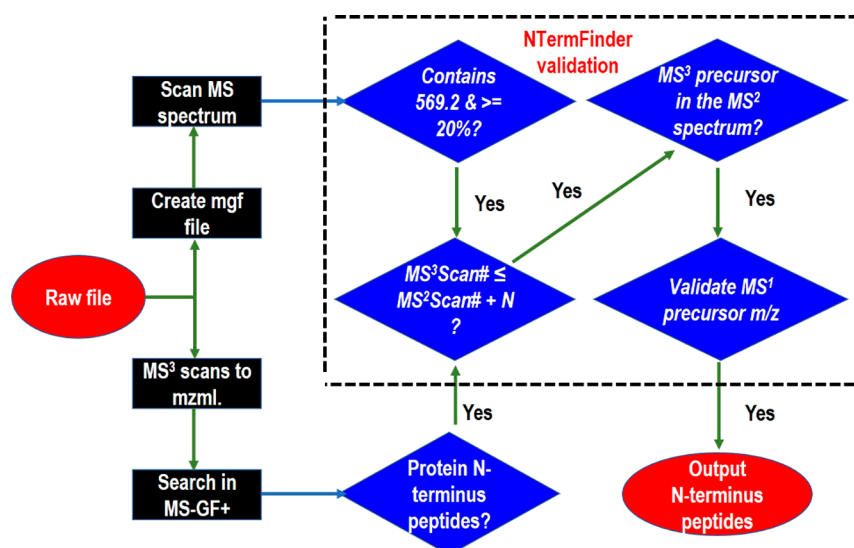 NTermFinder
validation
Scan MS
spectrum
Contains
569.2 & >=
20%?
MS³ precursor
in the MS²
spectrum?
Yes
Yes
Yes
Create mgf
file
Raw file
MS³Scan# ≤
MS²Scan# + N
?
Validate MS¹
precursor m/z
MS³ scans to
mzml.
Yes
Yes
Search in
MS-GF+
Protein N-
terminus
peptides?
Output
N-terminus
peptides